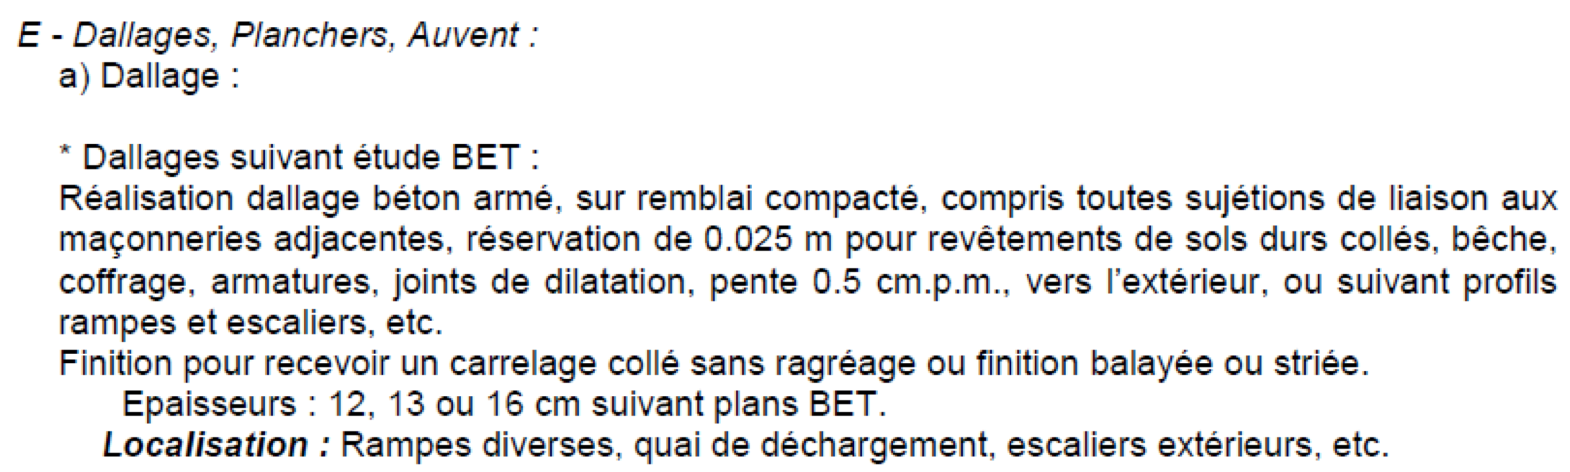 E - Dallages, Planchers, Auvent :
a) Dallage :
* Dallages suivant étude BET :
Réalisation dallage béton armé, sur remblai compacté, compris toutes sujétions de liaison aux
maçonneries adjacentes, réservation de 0.025 m pour revêtements de sols durs collés, bêche,
coffrage, armatures, joints de dilatation, pente 0.5 cm.p.m., vers l'extérieur, ou suivant profils
rampes et escaliers, etc.
Finition pour recevoir un carrelage collé sans ragréage ou finition balayée ou striée.
Epaisseurs : 12, 13 ou 16 cm suivant plans BET.
Localisation : Rampes diverses, quai de déchargement, escaliers extérieurs, etc.